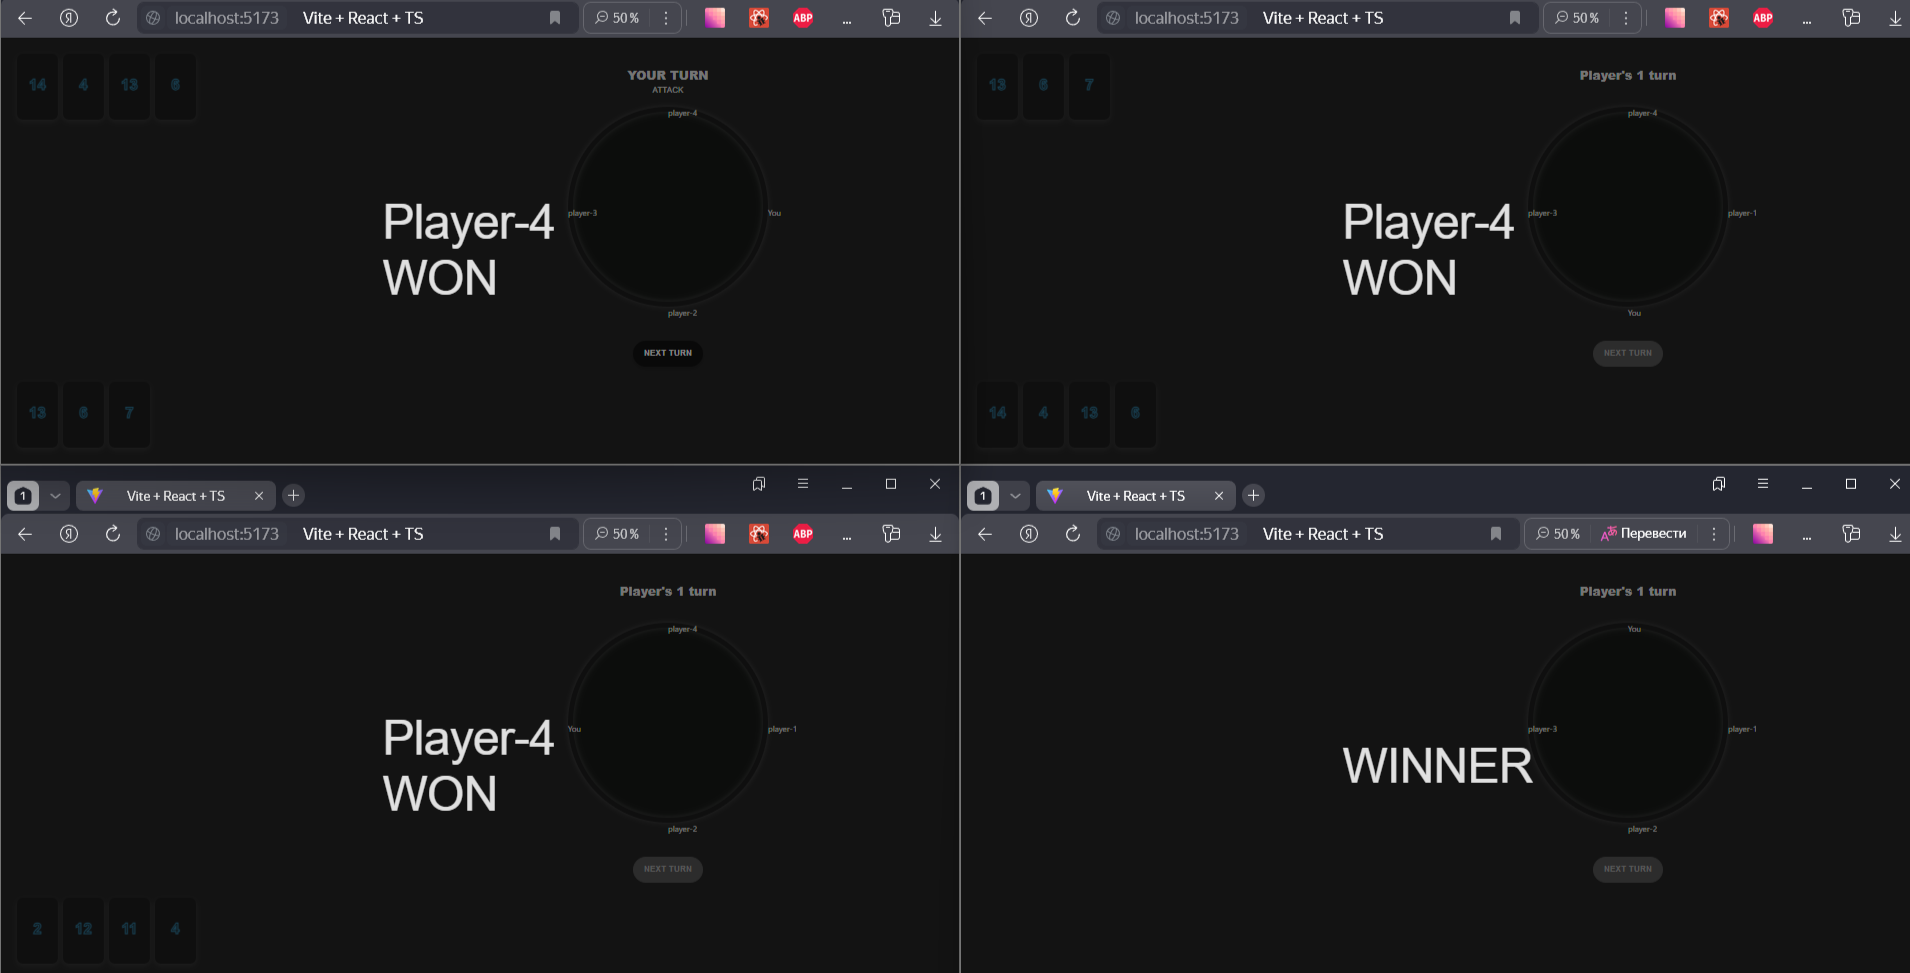 localhost:5173 Vite + React + TS 50 % ABP ...
14 4 13 6
YOUR TURN
ATTACK
player-4
player-3
You
Player-4
WON
player-2
NEXT TURN
13 6 7
localhost:5173 Vite + React + TS 50 % ABP ...
13 6 7
Player's 1 turn
player-4
player-3
player-1
Player-4
WON
You
NEXT TURN
14 4 13 6
1 Vite + React + TS
localhost:5173 Vite + React + TS 50 % ABP ...
Player's 1 turn
player-4
You
player-1
Player-4
WON
player-2
NEXT TURN
2 12 11 4
1 Vite + React + TS
localhost:5173 Vite + React + TS 50 % Перевести ...
Player's 1 turn
You
player-3
player-1
WINNER
player-2
NEXT TURN